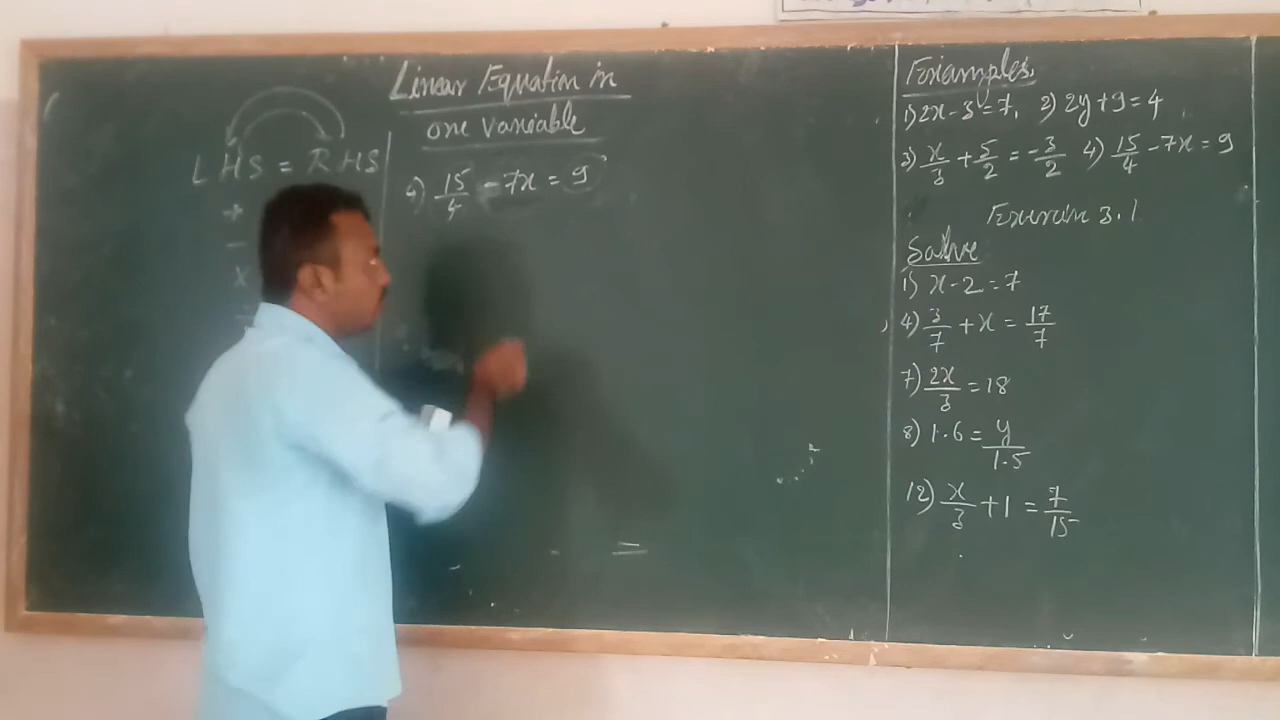 Linear Equation in
one variable
LHS = RHS
+
-
x
4) 15/4 - 7x = 9
Examples
1) 2x - 3 = 7, 2) 2y + 9 = 4
3) x/3 + 5/2 = -3/2 4) 15/4 - 7x = 9
Exercise 3.1
Solve
1) x - 2 = 7
4) 3/7 + x = 17/7
7) 2x/3 = 18
8) 1.6 = y/1.5
12) x/3 + 1 = 7/15
=